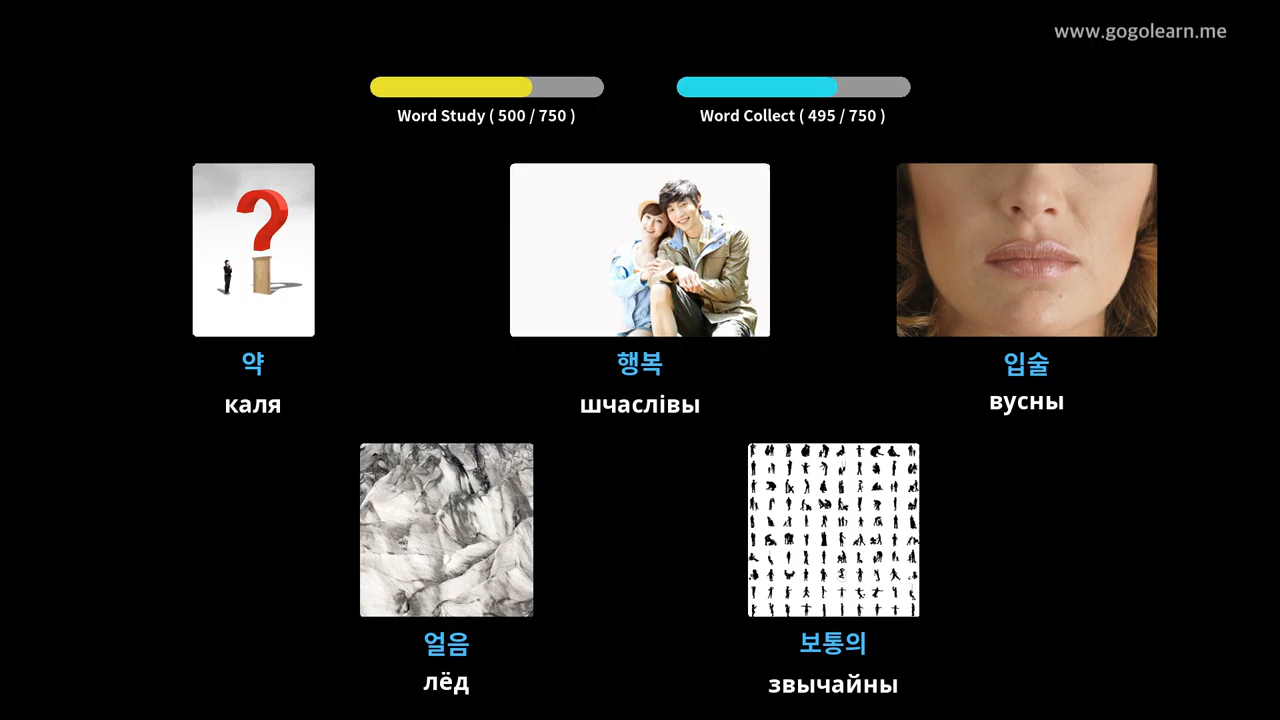 www.gogolearn.me
Word Study ( 500 / 750 )
Word Collect ( 495 / 750 )
약
каля
행복
шчаслівы
입술
вусны
얼음
лёд
보통의
звычайны